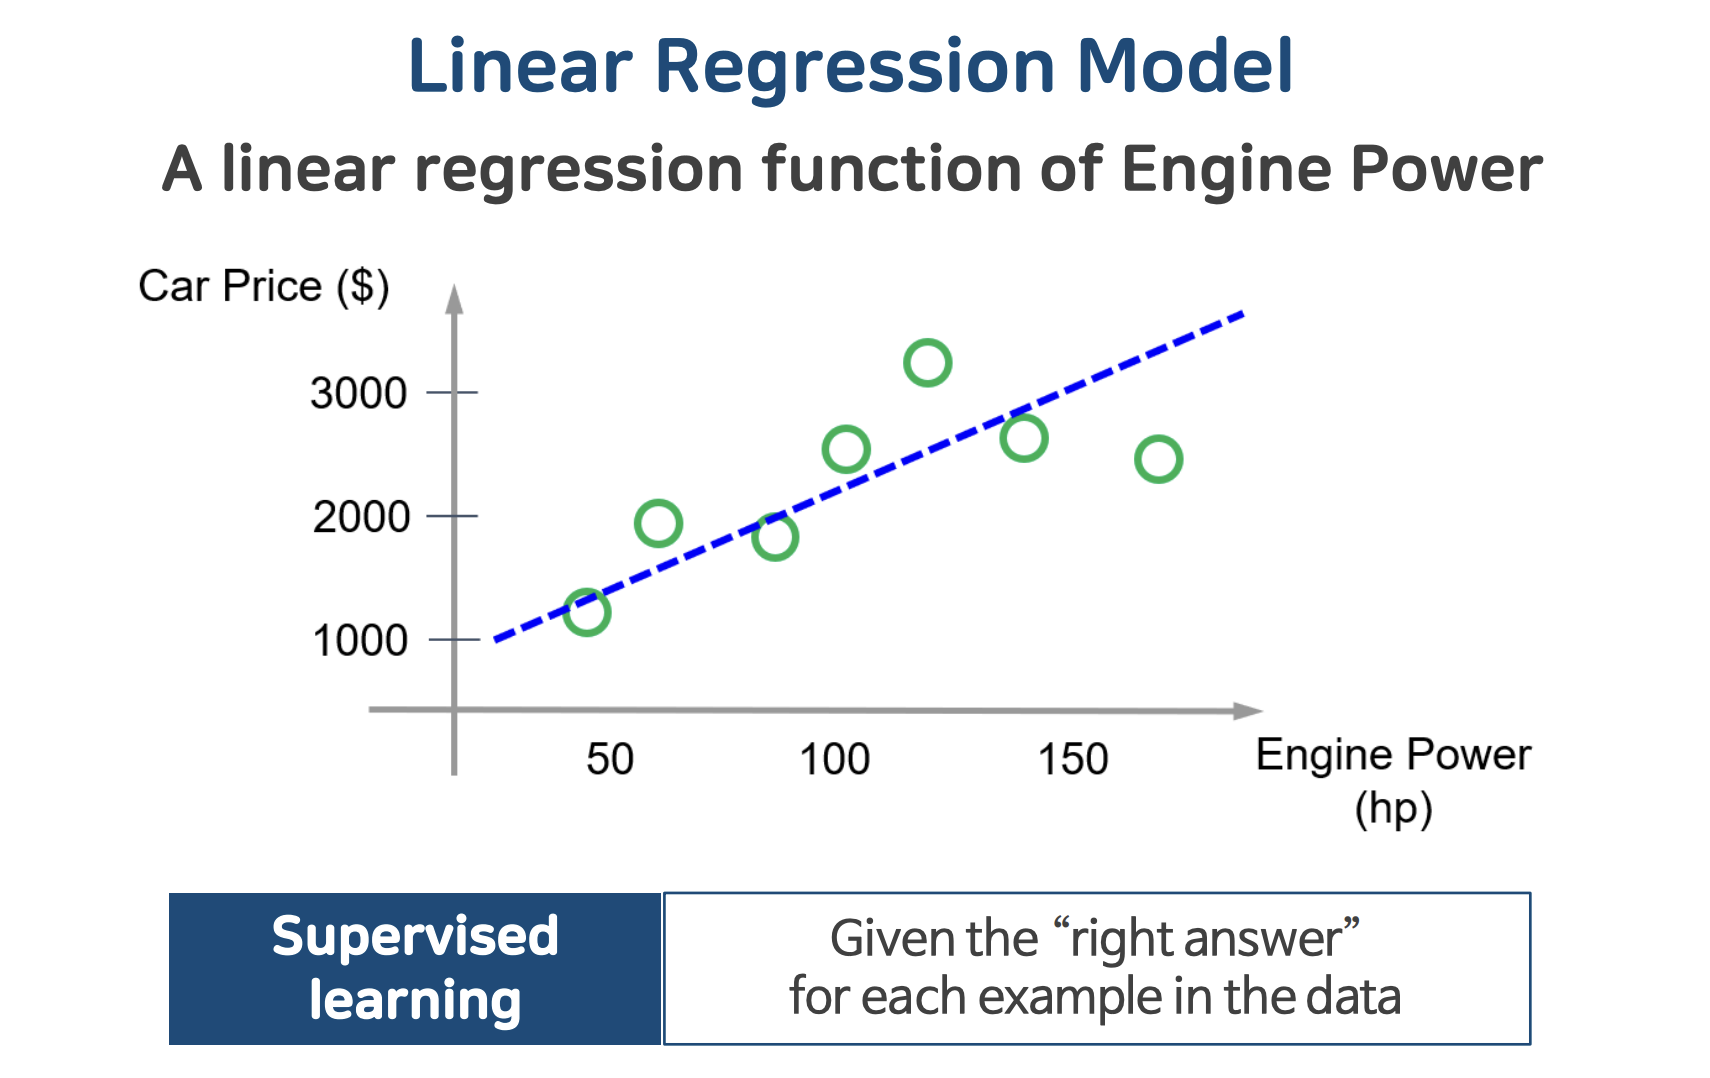 Linear Regression Model
A linear regression function of Engine Power
Car Price ($)
3000
2000
1000
50 100 150
Engine Power
(hp)
Supervised
learning
Given the “right answer”
for each example in the data